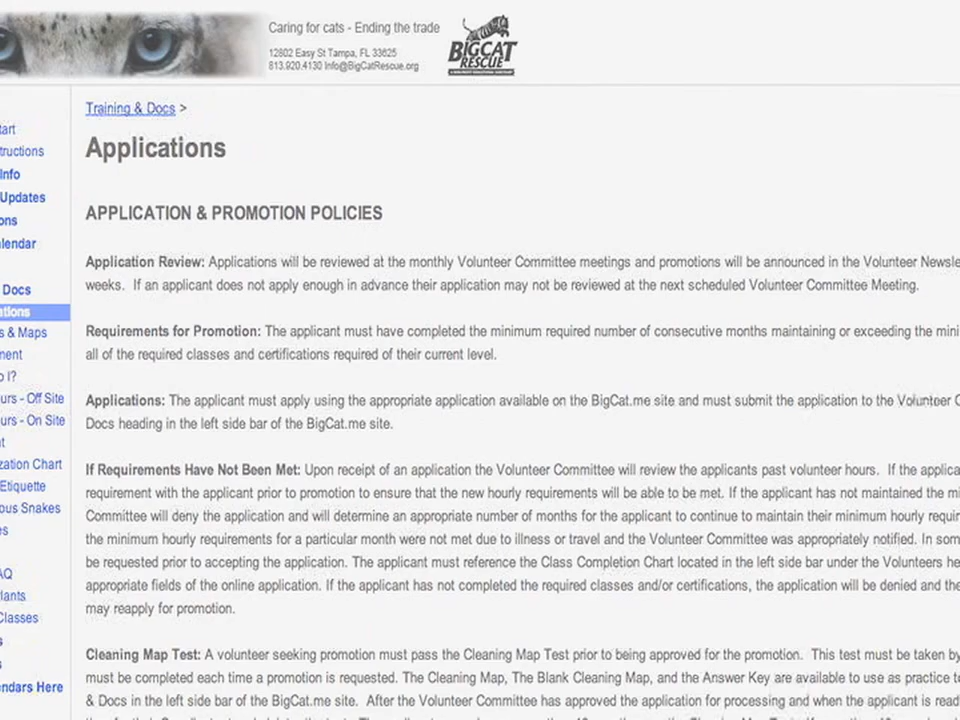 Caring for cats - Ending the trade
12802 Easy St Tampa, FL 33625
813.920.4130 Info@BigCatRescue.org
BIGCAT
RESCUE
Training & Docs >
Applications
APPLICATION & PROMOTION POLICIES
Application Review: Applications will be reviewed at the monthly Volunteer Committee meetings and promotions will be announced in the Volunteer Newsle
weeks. If an applicant does not apply enough in advance their application may not be reviewed at the next scheduled Volunteer Committee Meeting.
Requirements for Promotion: The applicant must have completed the minimum required number of consecutive months maintaining or exceeding the mini
all of the required classes and certifications required of their current level.
Applications: The applicant must apply using the appropriate application available on the BigCat.me site and must submit the application to the Volunteer C
Docs heading in the left side bar of the BigCat.me site.
If Requirements Have Not Been Met: Upon receipt of an application the Volunteer Committee will review the applicants past volunteer hours. If the applica
requirement with the applicant prior to promotion to ensure that the new hourly requirements will be able to be met. If the applicant has not maintained the mi
Committee will deny the application and will determine an appropriate number of months for the applicant to continue to maintain their minimum hourly requir
the minimum hourly requirements for a particular month were not met due to illness or travel and the Volunteer Committee was appropriately notified. In som
be requested prior to accepting the application. The applicant must reference the Class Completion Chart located in the left side bar under the Volunteers he
appropriate fields of the online application. If the applicant has not completed the required classes and/or certifications, the application will be denied and the
may reapply for promotion.
Cleaning Map Test: A volunteer seeking promotion must pass the Cleaning Map Test prior to being approved for the promotion. This test must be taken by
must be completed each time a promotion is requested. The Cleaning Map, The Blank Cleaning Map, and the Answer Key are available to use as practice to
& Docs in the left side bar of the BigCat.me site. After the Volunteer Committee has approved the application for processing and when the applicant is read
tart
tructions
Info
Updates
ons
alendar
Docs
ations
s & Maps
ment
o I?
urs - Off Site
urs - On Site
nt
zation Chart
Etiquette
ous Snakes
es
AQ
lants
Classes
s
s
endars Here